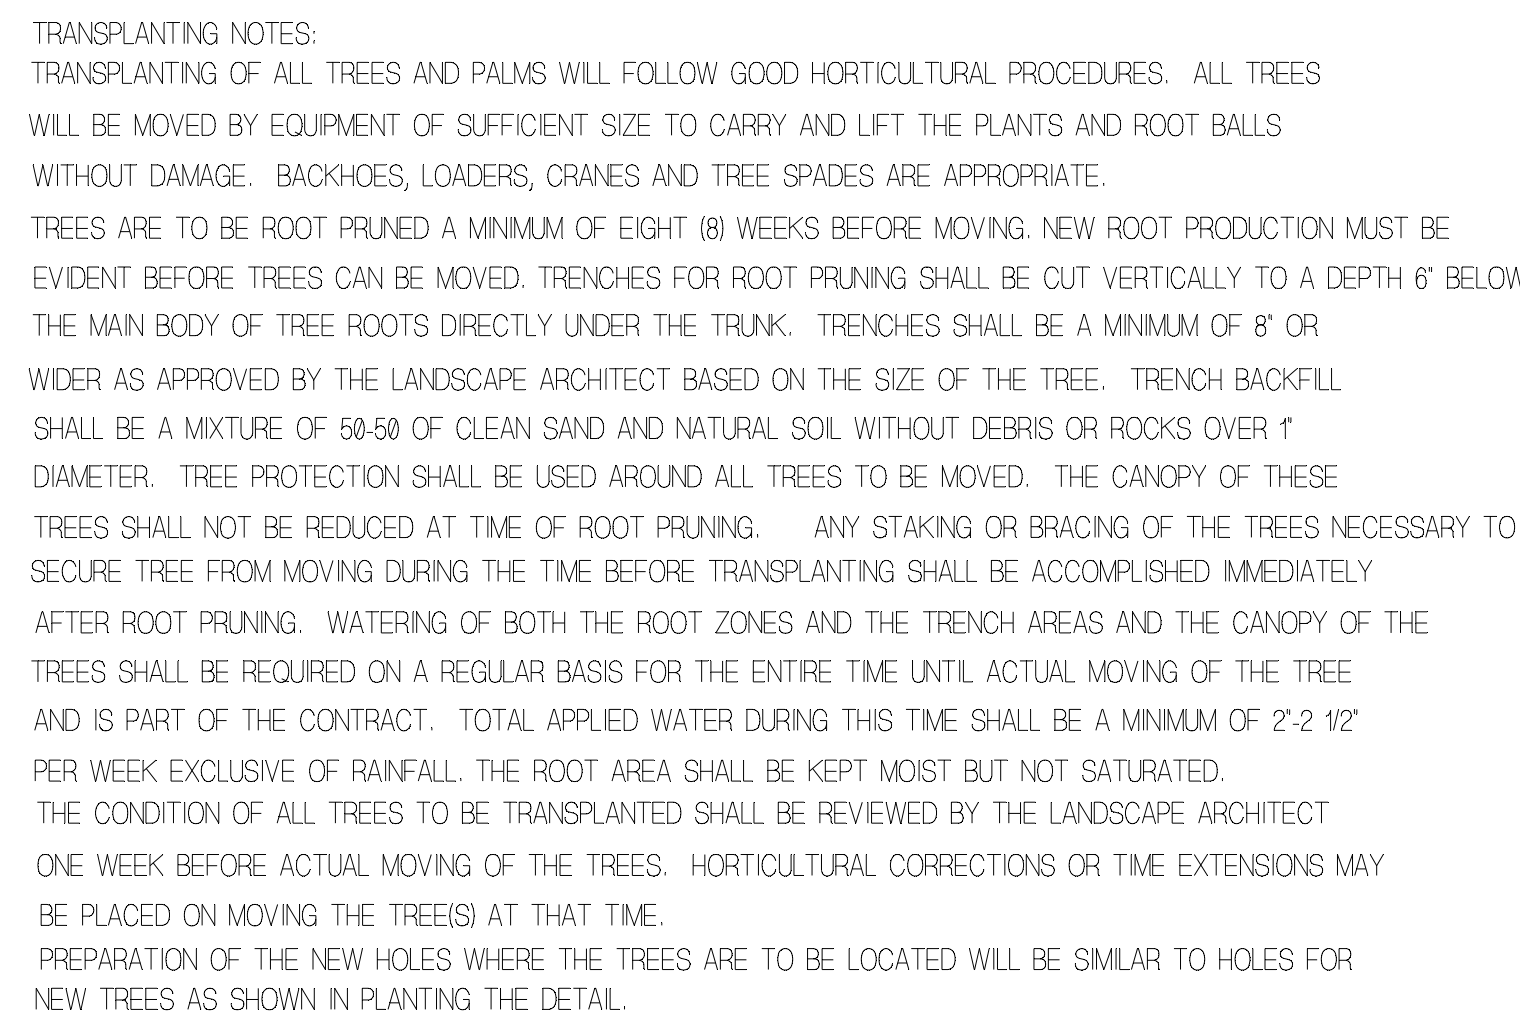 TRANSPLANTING NOTES:
TRANSPLANTING OF ALL TREES AND PALMS WILL FOLLOW GOOD HORTICULTURAL PROCEDURES. ALL TREES
WILL BE MOVED BY EQUIPMENT OF SUFFICIENT SIZE TO CARRY AND LIFT THE PLANTS AND ROOT BALLS
WITHOUT DAMAGE. BACKHOES, LOADERS, CRANES AND TREE SPADES ARE APPROPRIATE.
TREES ARE TO BE ROOT PRUNED A MINIMUM OF EIGHT (8) WEEKS BEFORE MOVING. NEW ROOT PRODUCTION MUST BE
EVIDENT BEFORE TREES CAN BE MOVED. TRENCHES FOR ROOT PRUNING SHALL BE CUT VERTICALLY TO A DEPTH 6" BELOW
THE MAIN BODY OF TREE ROOTS DIRECTLY UNDER THE TRUNK. TRENCHES SHALL BE A MINIMUM OF 8" OR
WIDER AS APPROVED BY THE LANDSCAPE ARCHITECT BASED ON THE SIZE OF THE TREE. TRENCH BACKFILL
SHALL BE A MIXTURE OF 50-50 OF CLEAN SAND AND NATURAL SOIL WITHOUT DEBRIS OR ROCKS OVER 1"
DIAMETER. TREE PROTECTION SHALL BE USED AROUND ALL TREES TO BE MOVED. THE CANOPY OF THESE
TREES SHALL NOT BE REDUCED AT TIME OF ROOT PRUNING. ANY STAKING OR BRACING OF THE TREES NECESSARY TO
SECURE TREE FROM MOVING DURING THE TIME BEFORE TRANSPLANTING SHALL BE ACCOMPLISHED IMMEDIATELY
AFTER ROOT PRUNING. WATERING OF BOTH THE ROOT ZONES AND THE TRENCH AREAS AND THE CANOPY OF THE
TREES SHALL BE REQUIRED ON A REGULAR BASIS FOR THE ENTIRE TIME UNTIL ACTUAL MOVING OF THE TREE
AND IS PART OF THE CONTRACT. TOTAL APPLIED WATER DURING THIS TIME SHALL BE A MINIMUM OF 2"-2 1/2"
PER WEEK EXCLUSIVE OF RAINFALL. THE ROOT AREA SHALL BE KEPT MOIST BUT NOT SATURATED.
THE CONDITION OF ALL TREES TO BE TRANSPLANTED SHALL BE REVIEWED BY THE LANDSCAPE ARCHITECT
ONE WEEK BEFORE ACTUAL MOVING OF THE TREES. HORTICULTURAL CORRECTIONS OR TIME EXTENSIONS MAY
BE PLACED ON MOVING THE TREE(S) AT THAT TIME.
PREPARATION OF THE NEW HOLES WHERE THE TREES ARE TO BE LOCATED WILL BE SIMILAR TO HOLES FOR
NEW TREES AS SHOWN IN PLANTING THE DETAIL.